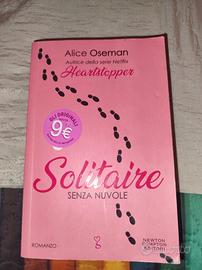 Alice Oseman
Autrice della serie Netflix
Heartstopper
GLI ORIGINALI
9€
Solitaire
SENZA NUVOLE
ROMANZO
NEWTON
COMPTON
EDITORI